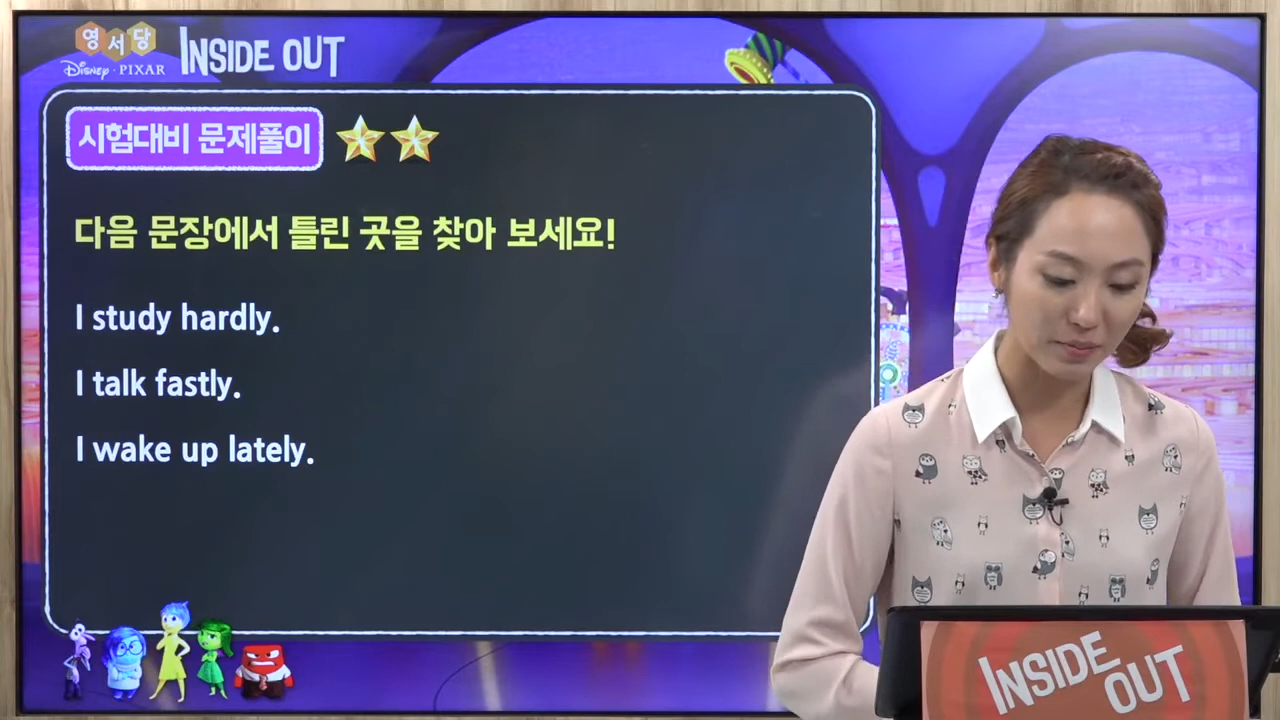 영서당
Disney · PIXAR
INSIDE OUT
시험대비 문제풀이
다음 문장에서 틀린 곳을 찾아 보세요!
I study hardly.
I talk fastly.
I wake up lately.
INSIDE
OUT